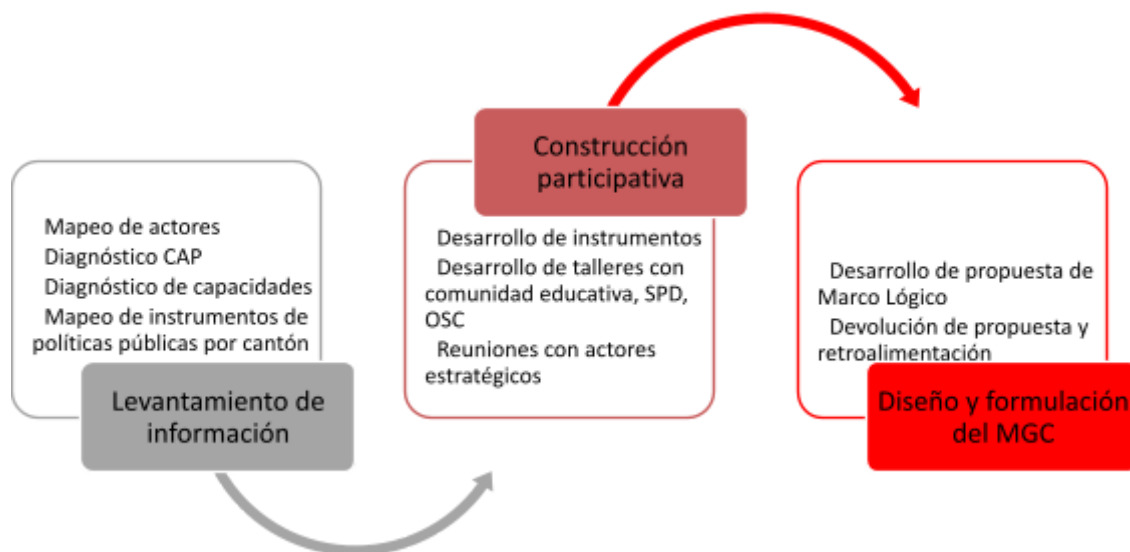 Mapeo de actores
Diagnóstico CAP
Diagnóstico de capacidades
Mapeo de instrumentos de
políticas públicas por cantón
Levantamiento de
información
Construcción
participativa
Desarrollo de instrumentos
Desarrollo de talleres con
comunidad educativa, SPD,
OSC
Reuniones con actores
estratégicos
Desarrollo de propuesta de
Marco Lógico
Devolución de propuesta y
retroalimentación
Diseño y formulación
del MGC